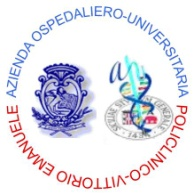 AZIENDA OSPEDALIERO-UNIVERSITARIA
POLICLINICO-VITTORIO EMANUELE